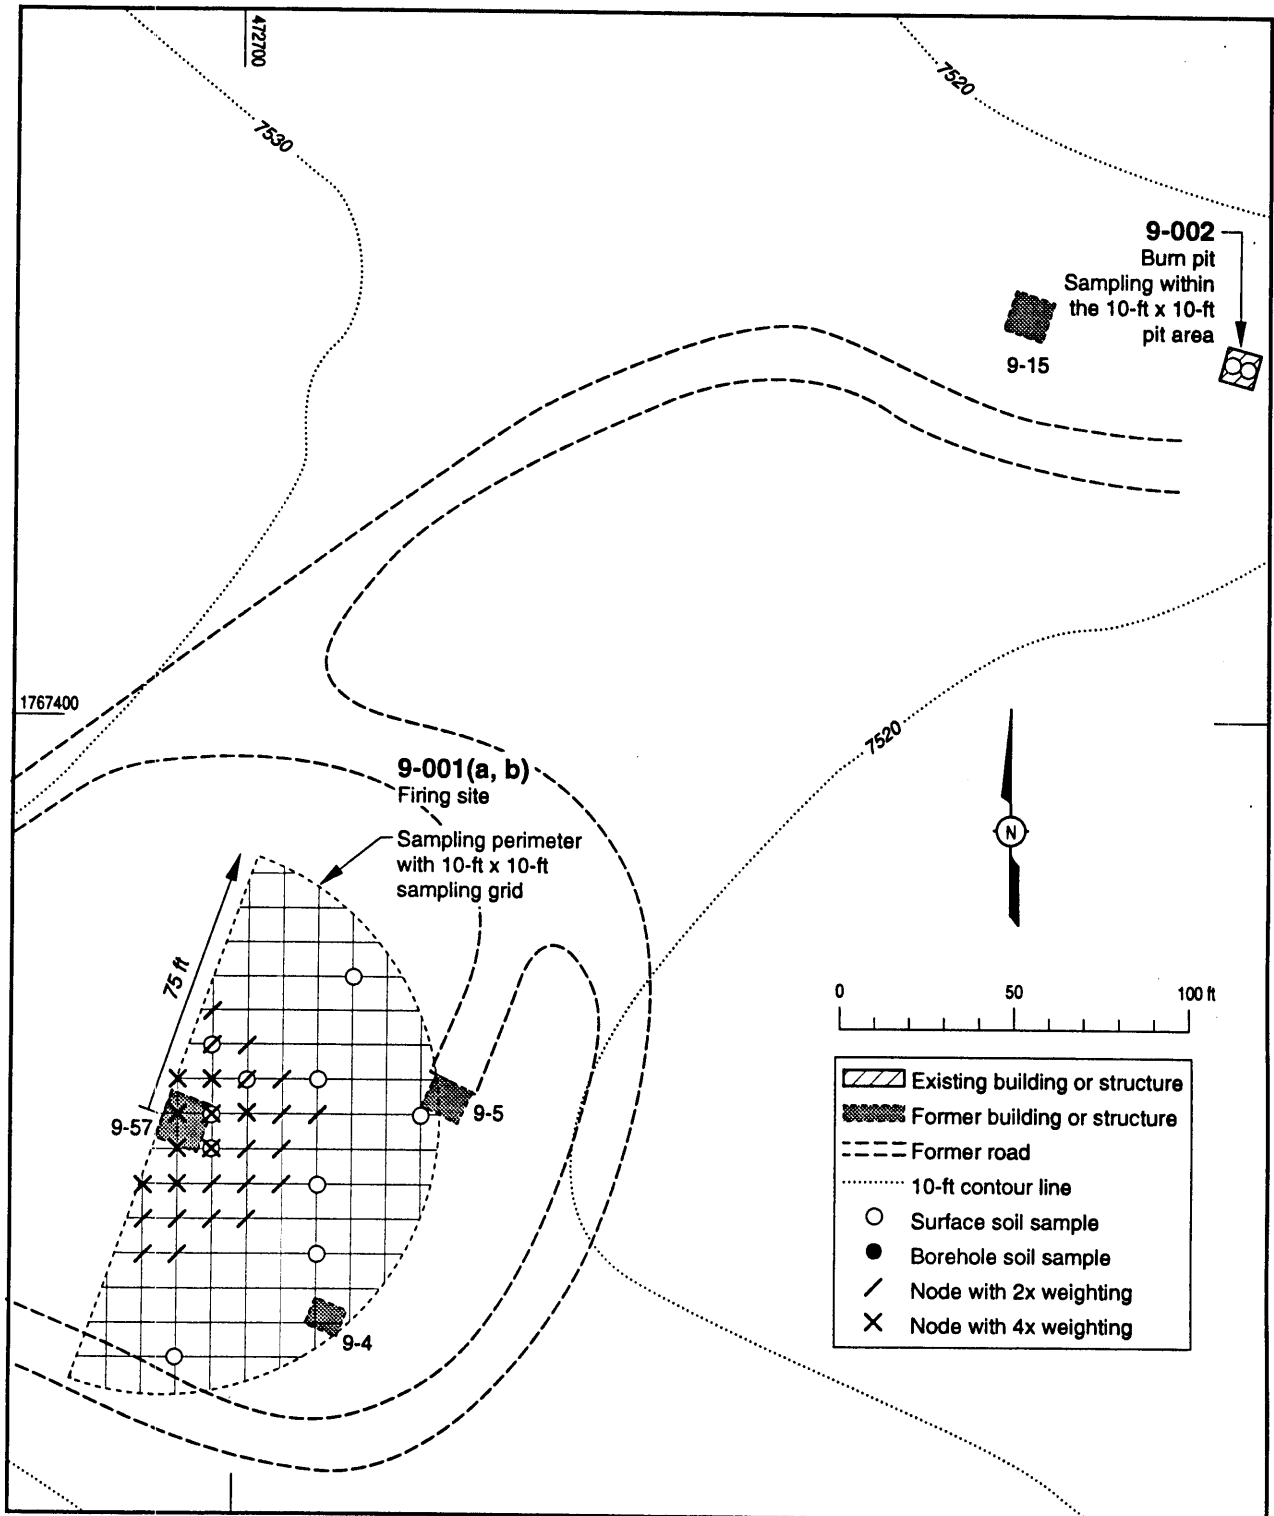 472700
7520
7530
9-002
Burn pit
Sampling within
the 10-ft x 10-ft
pit area
9-15
1767400
7520
9-001(a, b)
Firing site
Sampling perimeter
with 10-ft x 10-ft
sampling grid
N
75 ft
0 50 100 ft
9-57
9-5
9-4
Existing building or structure
Former building or structure
Former road
10-ft contour line
Surface soil sample
Borehole soil sample
Node with 2x weighting
Node with 4x weighting